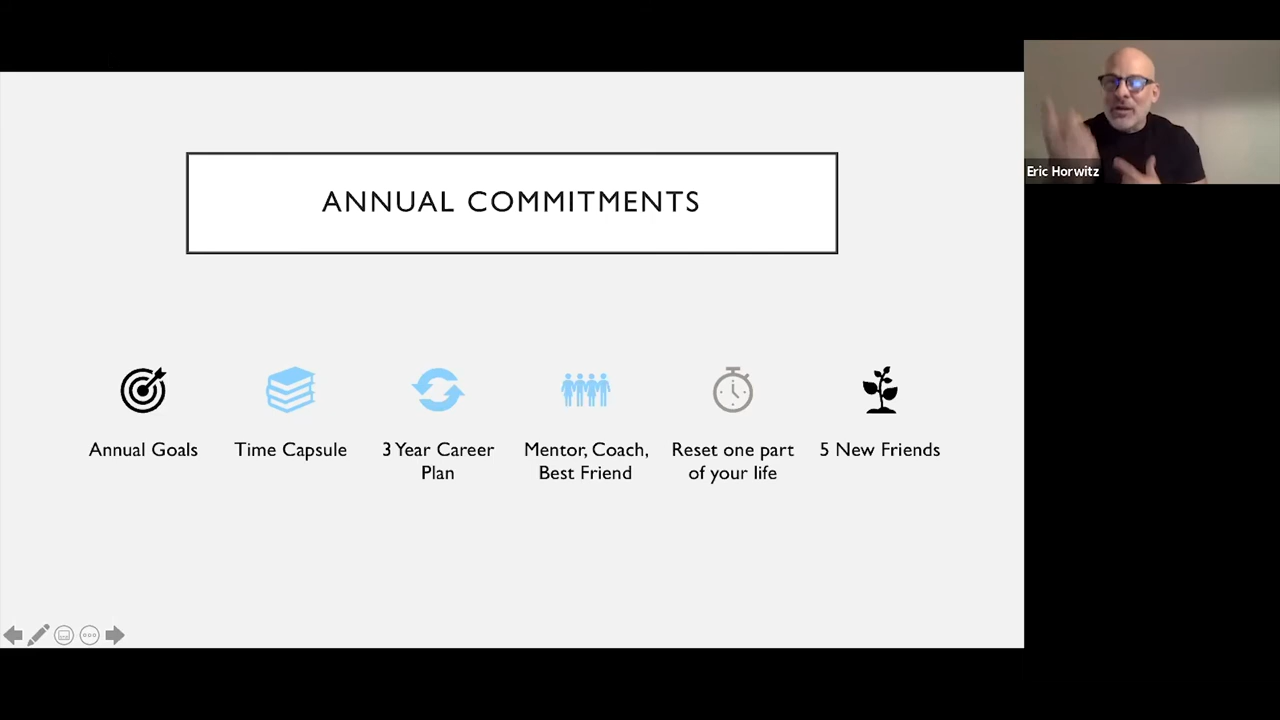 ANNUAL COMMITMENTS
Annual Goals
Time Capsule
3 Year Career
Plan
Mentor, Coach,
Best Friend
Reset one part
of your life
5 New Friends
Eric Horwitz